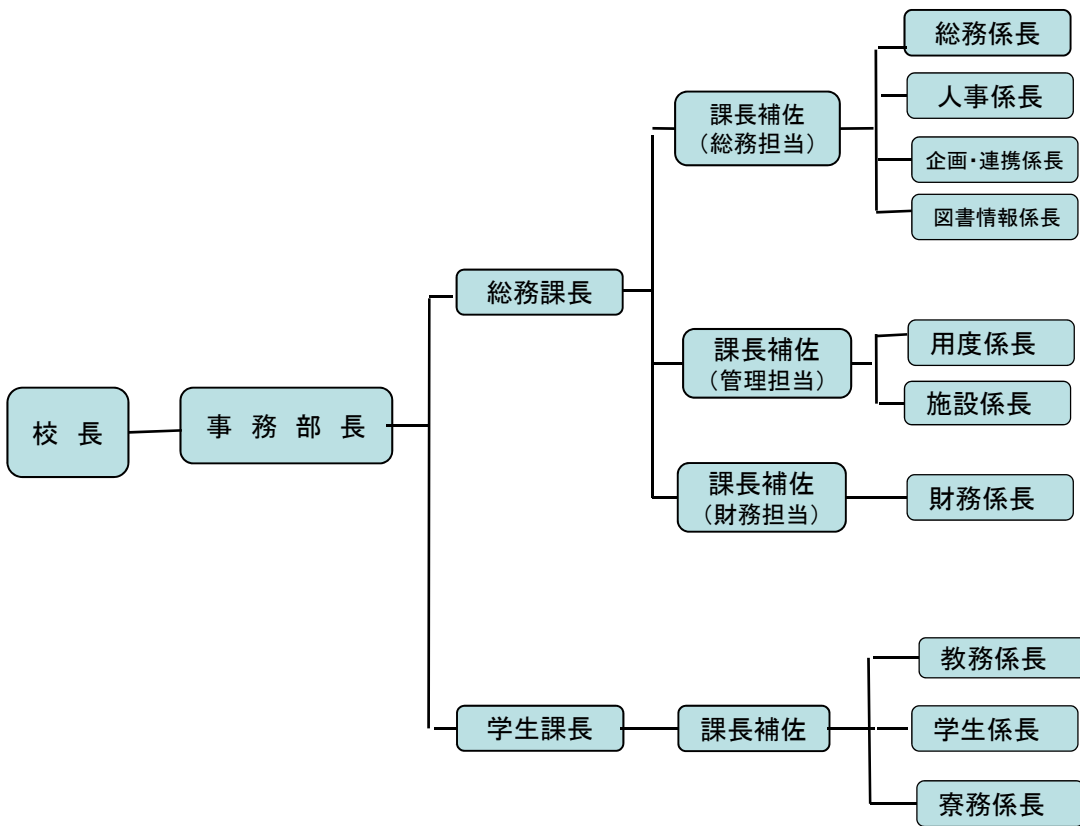 総務係長
人事係長
課長補佐
(総務担当)
企画・連携係長
図書情報係長
総務課長
用度係長
課長補佐
(管理担当)
施設係長
校 長
事 務 部 長
課長補佐
(財務担当)
財務係長
教務係長
学生課長
課長補佐
学生係長
寮務係長